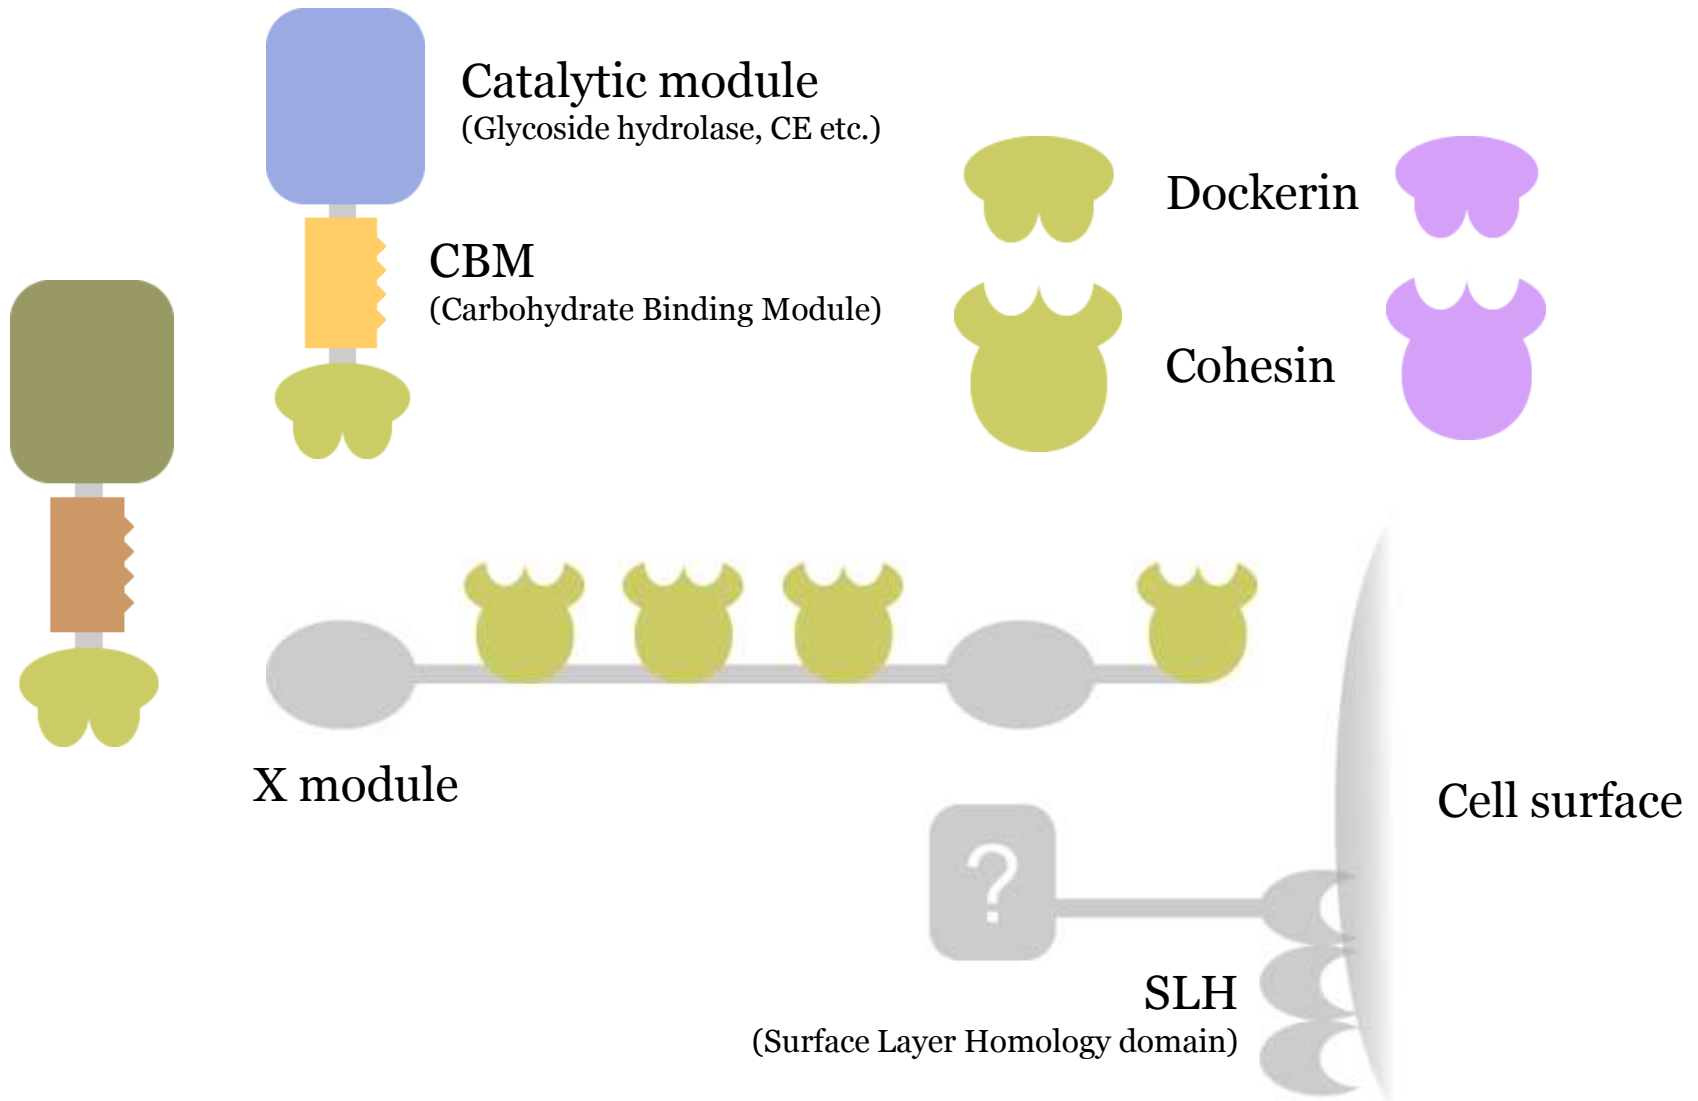 Catalytic module
(Glycoside hydrolase, CE etc.)
Dockerin
CBM
(Carbohydrate Binding Module)
Cohesin
X module
Cell surface
?
SLH
(Surface Layer Homology domain)